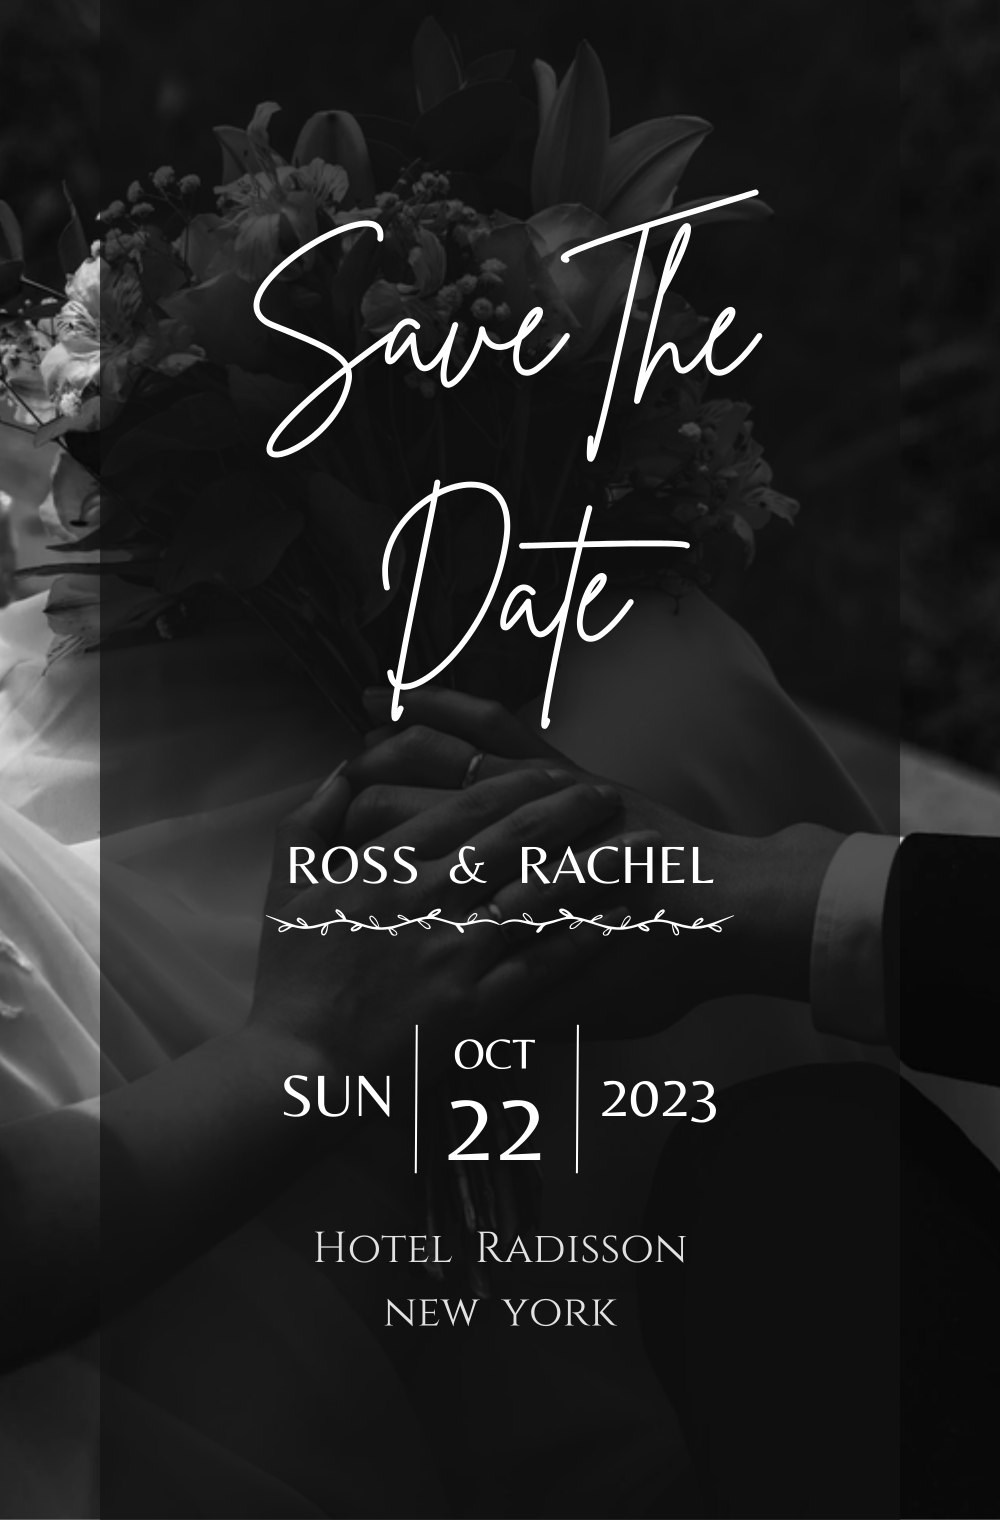 Save The
Date
ROSS & RACHEL
SUN
OCT
22
2023
Hotel Radisson
NEW YORK